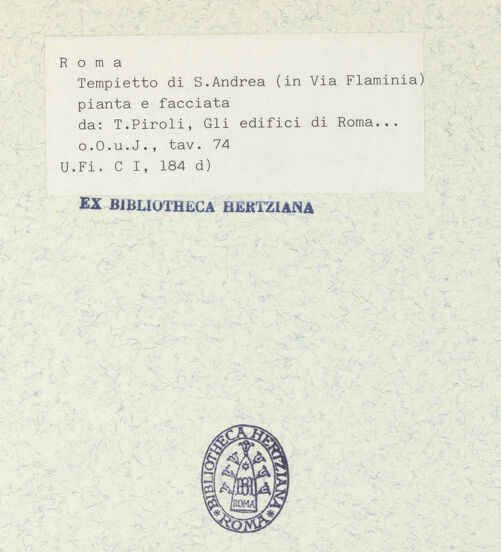 R o m a
Tempietto di S.Andrea (in Via Flaminia)
pianta e facciata
da: T.Piroli, Gli edifici di Roma...
o.O.u.J., tav. 74
U.Fi. C I, 184 d)
EX BIBLIOTHECA HERTZIANA
BIBLIOTHECA HERTZIANA
BH
ROMA
* ROMA *